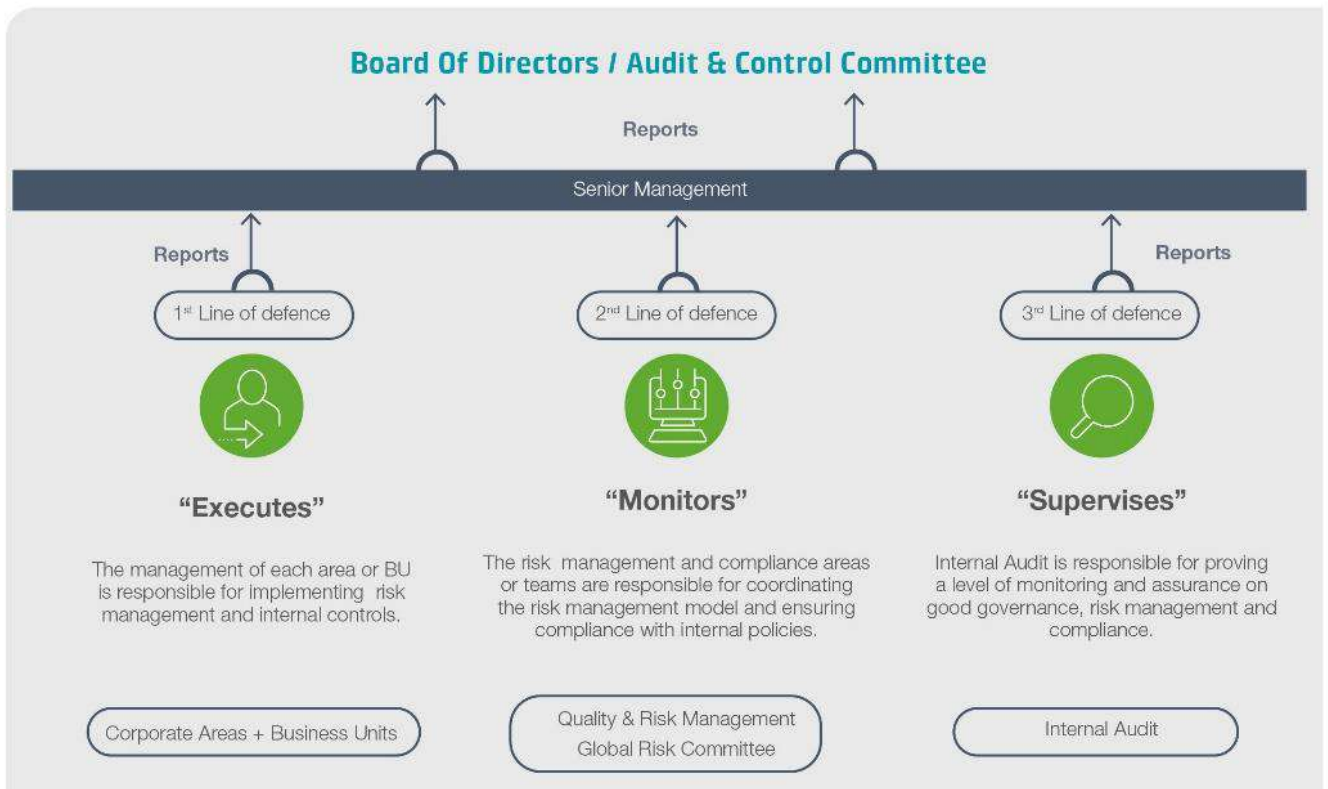 Board Of Directors / Audit & Control Committee
Reports
Senior Management
Reports
Reports
1st Line of defence
2nd Line of defence
3rd Line of defence
“Executes”
The management of each area or BU
is responsible for implementing risk
management and internal controls.
Corporate Areas + Business Units
“Monitors”
The risk management and compliance areas
or teams are responsible for coordinating
the risk management model and ensuring
compliance with internal policies.
Quality & Risk Management
Global Risk Committee
“Supervises”
Internal Audit is responsible for proving
a level of monitoring and assurance on
good governance, risk management and
compliance.
Internal Audit